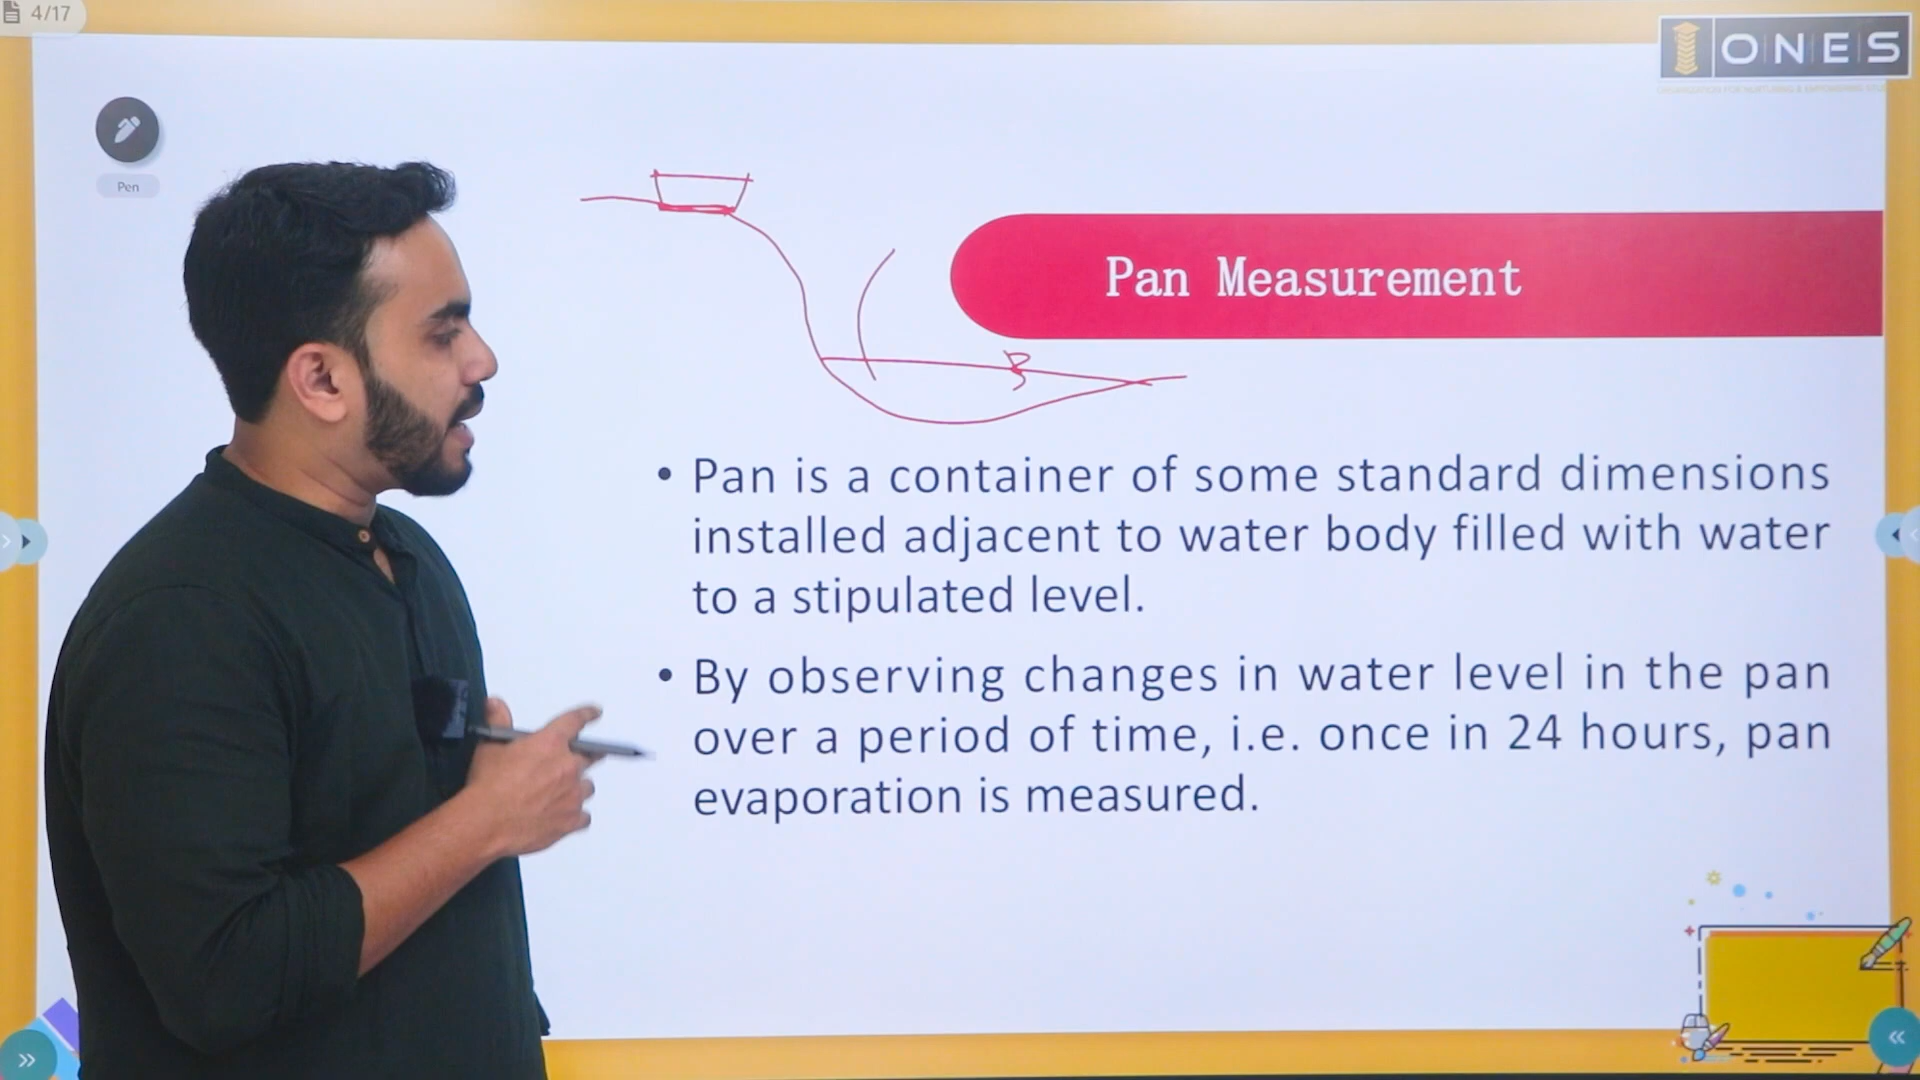 4/17
ONES
Pen
Pan Measurement
• Pan is a container of some standard dimensions
installed adjacent to water body filled with water
to a stipulated level.
• By observing changes in water level in the pan
over a period of time, i.e. once in 24 hours, pan
evaporation is measured.